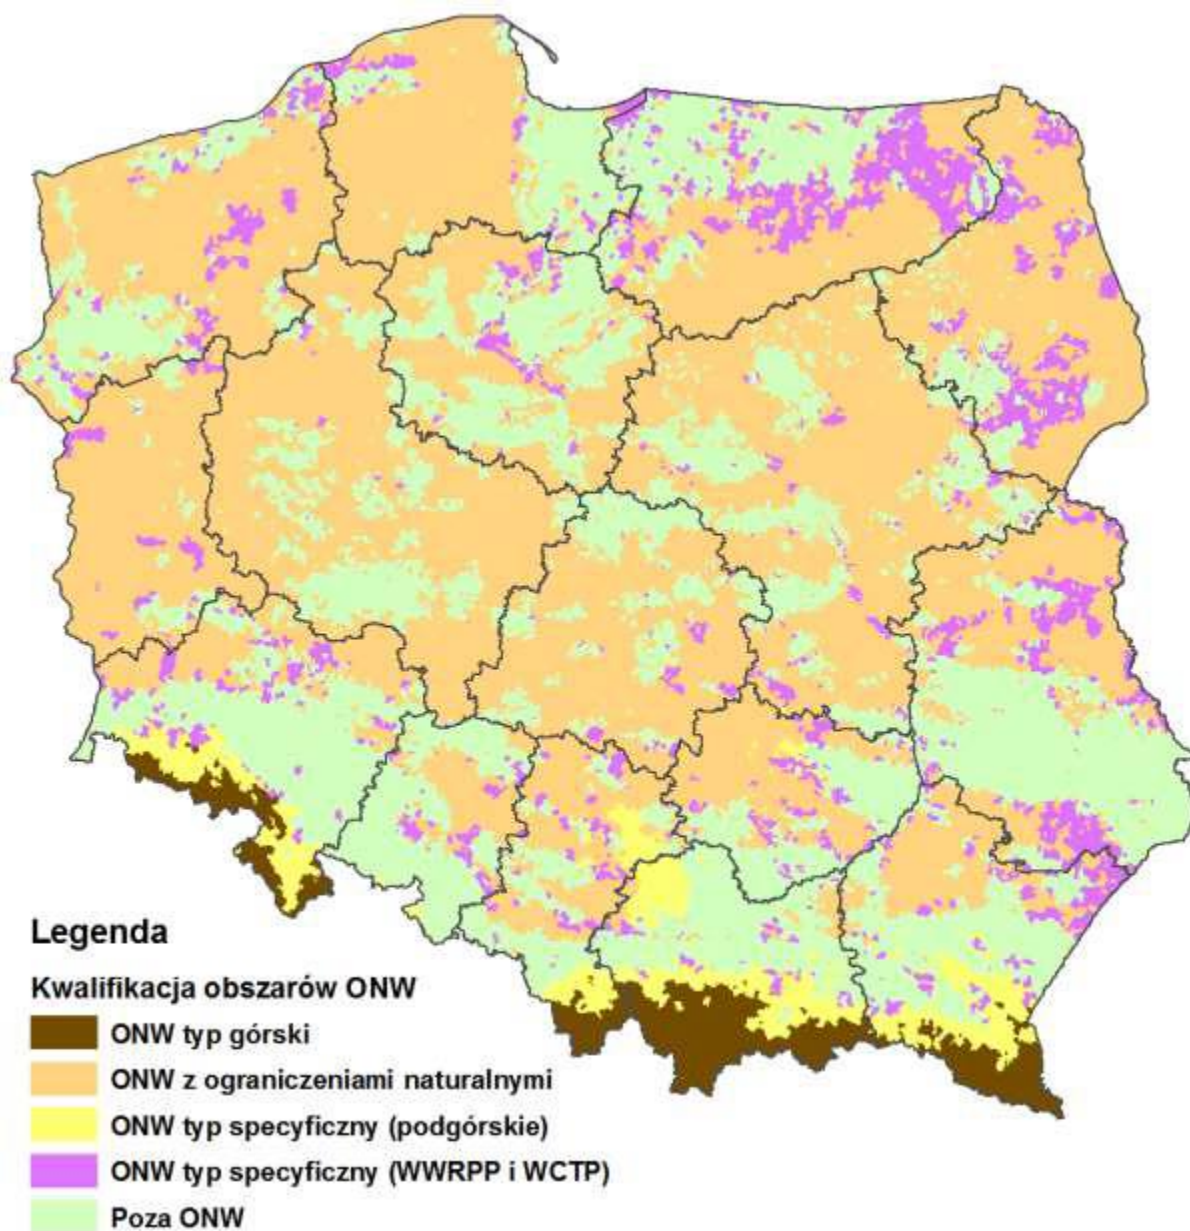 Legenda
Kwalifikacja obszarów ONW
ONW typ górski
ONW z ograniczeniami naturalnymi
ONW typ specyficzny (podgórskie)
ONW typ specyficzny (WWRPP i WCTP)
Poza ONW